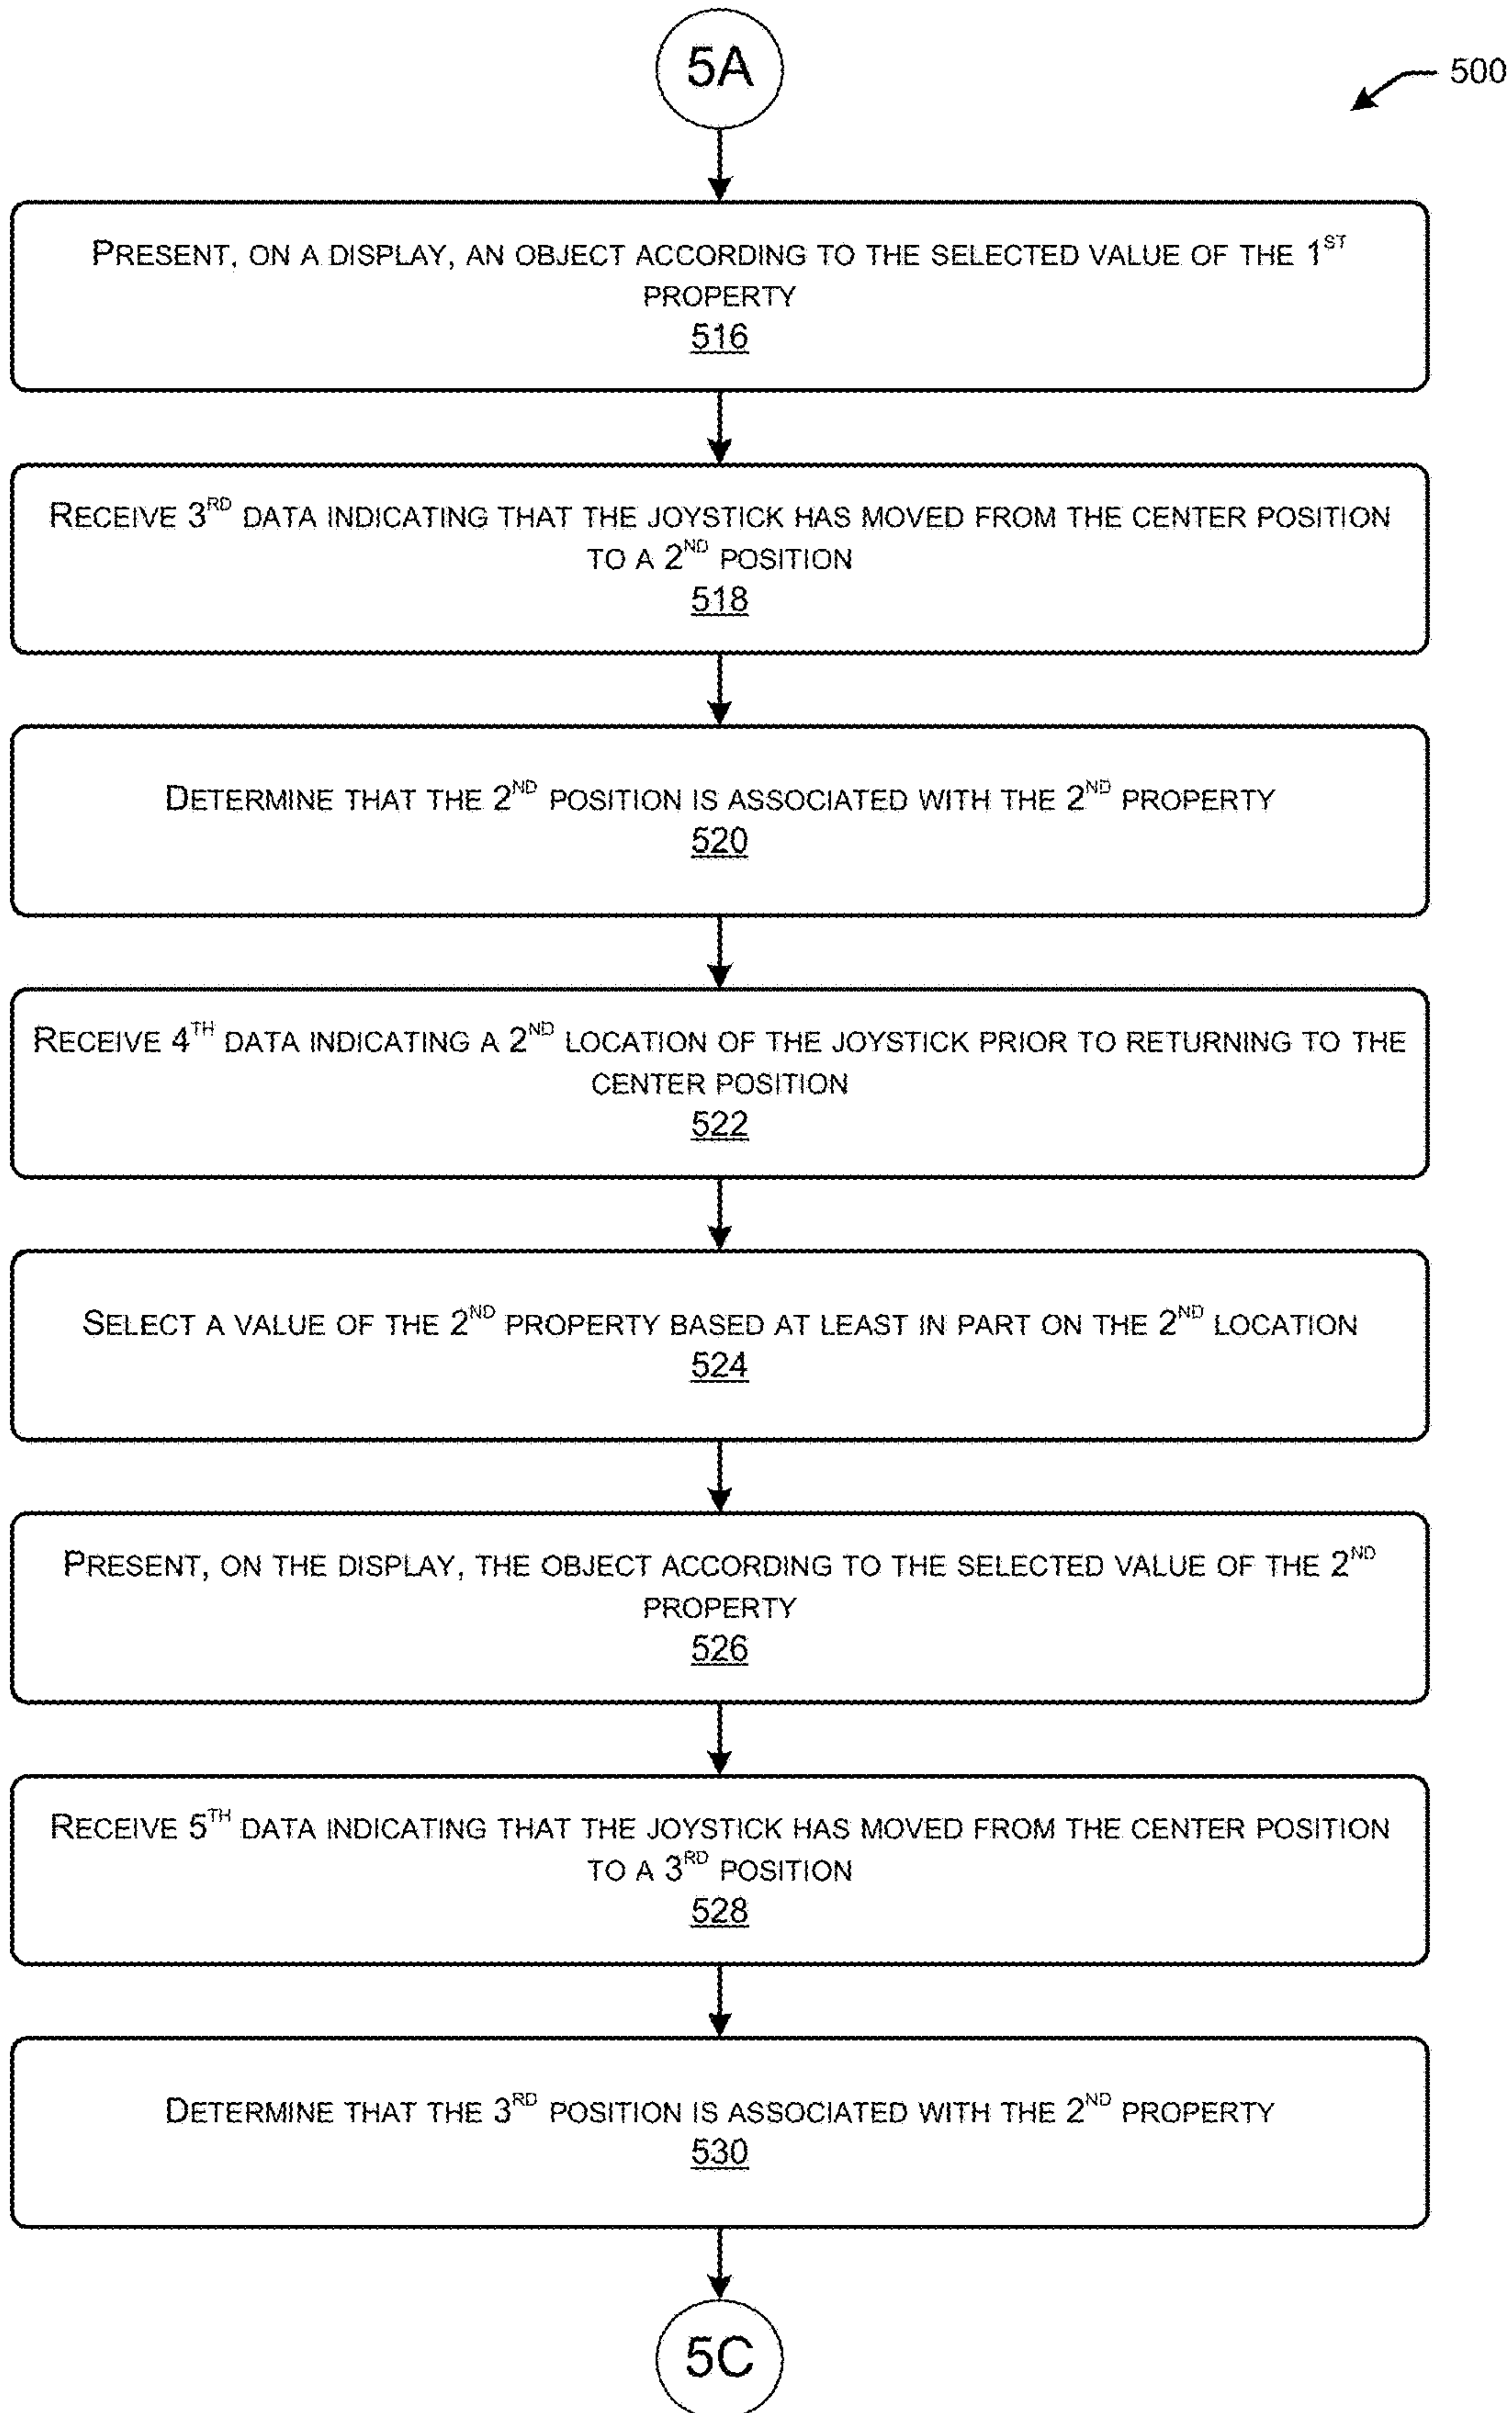 5A
500
PRESENT, ON A DISPLAY, AN OBJECT ACCORDING TO THE SELECTED VALUE OF THE 1ST
PROPERTY
516
RECEIVE 3RD DATA INDICATING THAT THE JOYSTICK HAS MOVED FROM THE CENTER POSITION
TO A 2ND POSITION
518
DETERMINE THAT THE 2ND POSITION IS ASSOCIATED WITH THE 2ND PROPERTY
520
RECEIVE 4TH DATA INDICATING A 2ND LOCATION OF THE JOYSTICK PRIOR TO RETURNING TO THE
CENTER POSITION
522
SELECT A VALUE OF THE 2ND PROPERTY BASED AT LEAST IN PART ON THE 2ND LOCATION
524
PRESENT, ON THE DISPLAY, THE OBJECT ACCORDING TO THE SELECTED VALUE OF THE 2ND
PROPERTY
526
RECEIVE 5TH DATA INDICATING THAT THE JOYSTICK HAS MOVED FROM THE CENTER POSITION
TO A 3RD POSITION
528
DETERMINE THAT THE 3RD POSITION IS ASSOCIATED WITH THE 2ND PROPERTY
530
5C